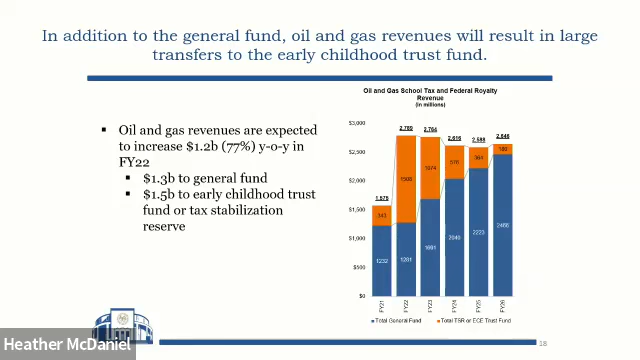 In addition to the general fund, oil and gas revenues will result in large
transfers to the early childhood trust fund.
Oil and gas revenues are expected
to increase $1.2b (77%) y-o-y in
FY22
$1.3b to general fund
$1.5b to early childhood trust
fund or tax stabilization
reserve
Oil and Gas School Tax and Federal Royalty
Revenue
(in millions)
$3,000
$2,500
$2,000
$1,500
$1,000
$500
$0
1,575
343
1232
2,789
1508
1281
2,764
1074
1691
2,616
576
2040
2,588
364
2223
2,646
180
2466
FY21
FY22
FY23
FY24
FY25
FY26
Total General Fund
Total TSR or ECE Trust Fund
Heather McDaniel
18